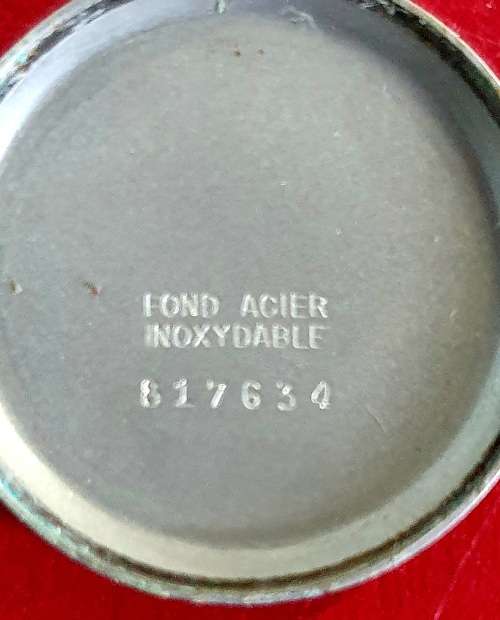 FOND ACIER
INOXYDABLE
817634